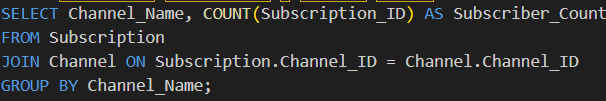 SELECT Channel_Name, COUNT(Subscription_ID) AS Subscriber_Count
FROM Subscription
JOIN Channel ON Subscription.Channel_ID = Channel.Channel_ID
GROUP BY Channel_Name;